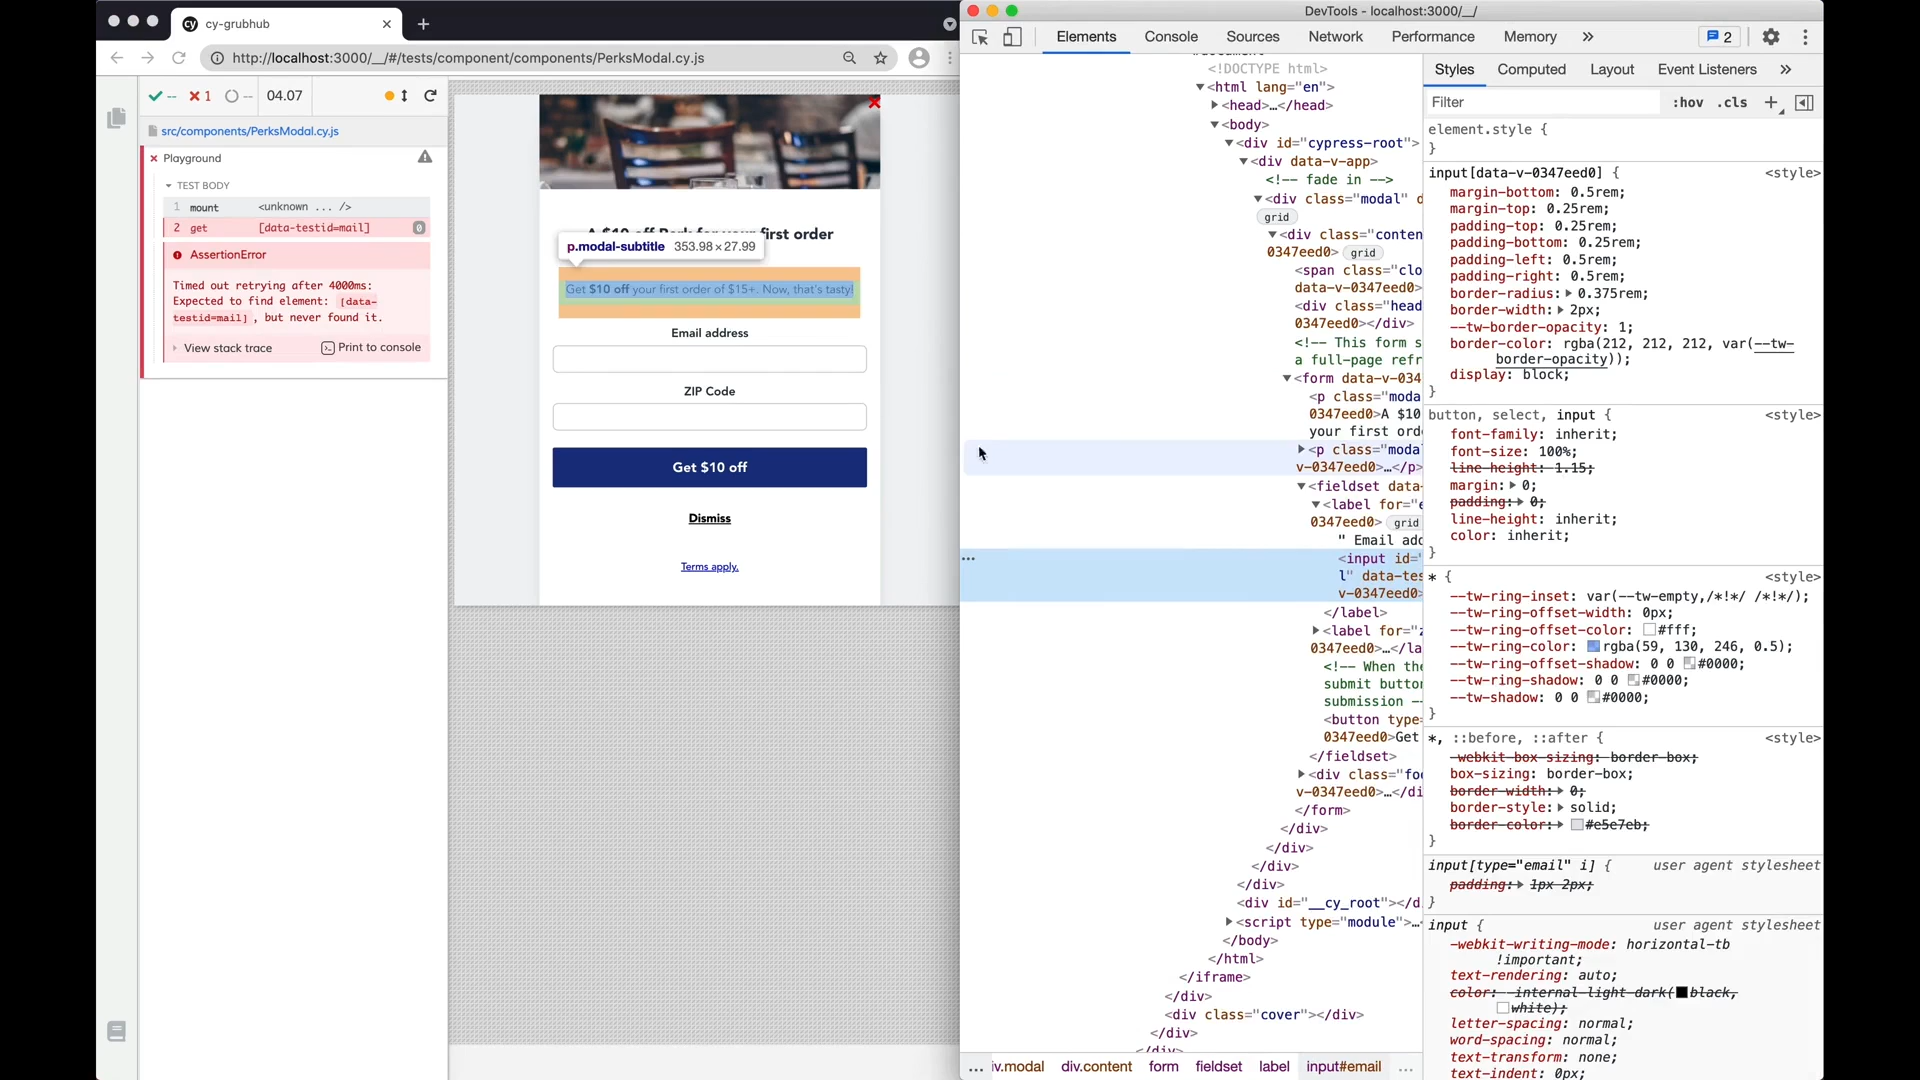 cy-grubhub
http://localhost:3000/__/#/tests/component/components/PerksModal.cy.js
-- 1 -- 04.07
src/components/PerksModal.cy.js
Playground
TEST BODY
1 mount <unknown ... />
2 get [data-testid=mail] 0
AssertionError
Timed out retrying after 4000ms:
Expected to find element: [data-
testid=mail], but never found it.
View stack trace Print to console
A $10 off Perk for your first order
p.modal-subtitle 353.98×27.99
Get $10 off your first order of $15+. Now, that's tasty!
Email address
ZIP Code
Get $10 off
Dismiss
Terms apply.
DevTools - localhost:3000/__/
Elements Console Sources Network Performance Memory » 2
<!DOCTYPE html>
<html lang="en">
<head>…</head>
<body>
<div id="cypress-root">
<div data-v-app>
<!-- fade in -->
<div class="modal" d
grid
<div class="conten
0347eed0> grid
<span class="clo
data-v-0347eed0>
<div class="head
0347eed0></div>
<!-- This form s
a full-page refr
<form data-v-034
<p class="moda
0347eed0>A $10
your first ord
<p class="modal
v-0347eed0>…</p>
<fieldset data-
<label for="e
0347eed0> grid
" Email add
<input id="
l" data-tes
v-0347eed0>
</label>
<label for="z
0347eed0>…</la
<!-- When the
submit button
submission --
<button type=
0347eed0>Get
</fieldset>
<div class="foo
v-0347eed0>…</di
</form>
</div>
</div>
</div>
</div>
<div id="__cy_root"></d
<script type="module">…
</body>
</html>
</iframe>
</div>
<div class="cover"></div>
</div>
</div>
... iv.modal div.content form fieldset label input#email ...
Styles Computed Layout Event Listeners »
Filter :hov .cls +
element.style {
}
input[data-v-0347eed0] { <style>
margin-bottom: 0.5rem;
margin-top: 0.25rem;
padding-top: 0.25rem;
padding-bottom: 0.25rem;
padding-left: 0.5rem;
padding-right: 0.5rem;
border-radius: 0.375rem;
border-width: 2px;
--tw-border-opacity: 1;
border-color: rgba(212, 212, 212, var(--tw-
border-opacity));
display: block;
}
button, select, input { <style>
font-family: inherit;
font-size: 100%;
line-height: 1.15;
margin: 0;
padding: 0;
line-height: inherit;
color: inherit;
}
* { <style>
--tw-ring-inset: var(--tw-empty,/*!*/ /*!*/);
--tw-ring-offset-width: 0px;
--tw-ring-offset-color: #fff;
--tw-ring-color: rgba(59, 130, 246, 0.5);
--tw-ring-offset-shadow: 0 0 #0000;
--tw-ring-shadow: 0 0 #0000;
--tw-shadow: 0 0 #0000;
}
*, ::before, ::after { <style>
-webkit-box-sizing: border-box;
box-sizing: border-box;
border-width: 0;
border-style: solid;
border-color: #e5e7eb;
}
input[type="email" i] { user agent stylesheet
padding: 1px 2px;
}
input { user agent stylesheet
-webkit-writing-mode: horizontal-tb
!important;
text-rendering: auto;
color: -internal-light-dark(black,
white);
letter-spacing: normal;
word-spacing: normal;
text-transform: none;
text-indent: 0px;